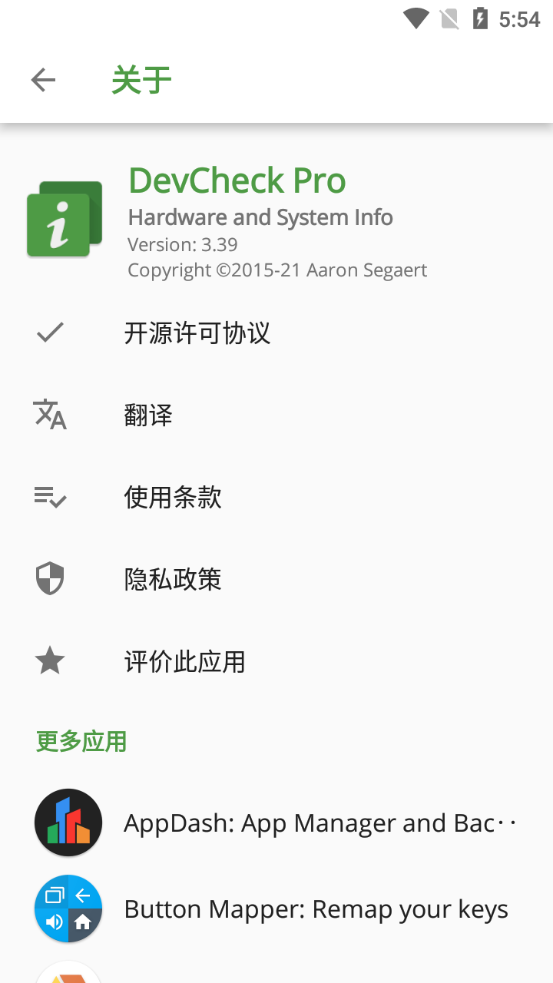 5:54
关于
DevCheck Pro
Hardware and System Info
Version: 3.39
Copyright ©2015-21 Aaron Segaert
开源许可协议
翻译
使用条款
隐私政策
评价此应用
更多应用
AppDash: App Manager and Bac··
Button Mapper: Remap your keys